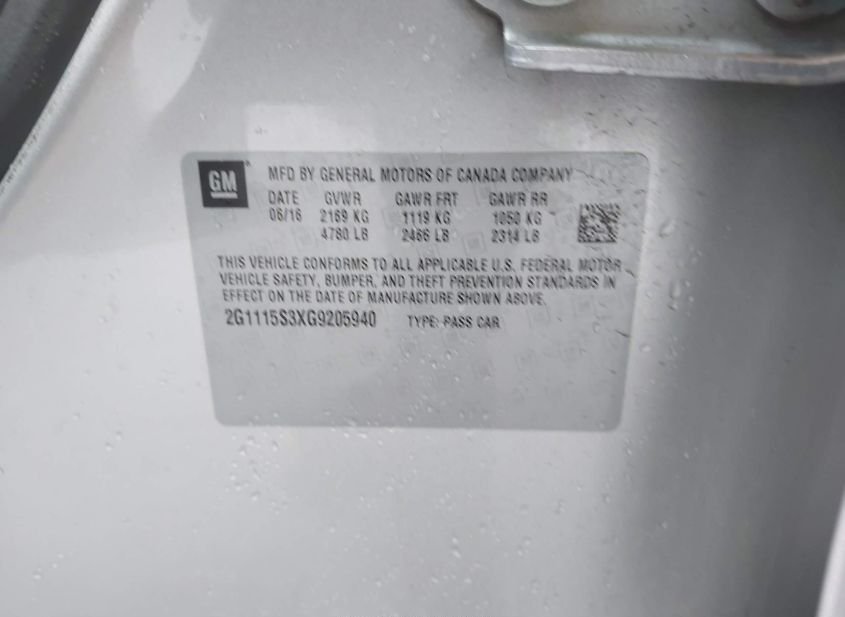 GM
MFD BY GENERAL MOTORS OF CANADA COMPANY
DATE GVWR GAWR FRT GAWR RR
06/16 2169 KG 1119 KG 1050 KG
4780 LB 2466 LB 2314 LB
THIS VEHICLE CONFORMS TO ALL APPLICABLE U.S. FEDERAL MOTOR
VEHICLE SAFETY, BUMPER, AND THEFT PREVENTION STANDARDS IN
EFFECT ON THE DATE OF MANUFACTURE SHOWN ABOVE.
2G1115S3XG9205940 TYPE: PASS CAR